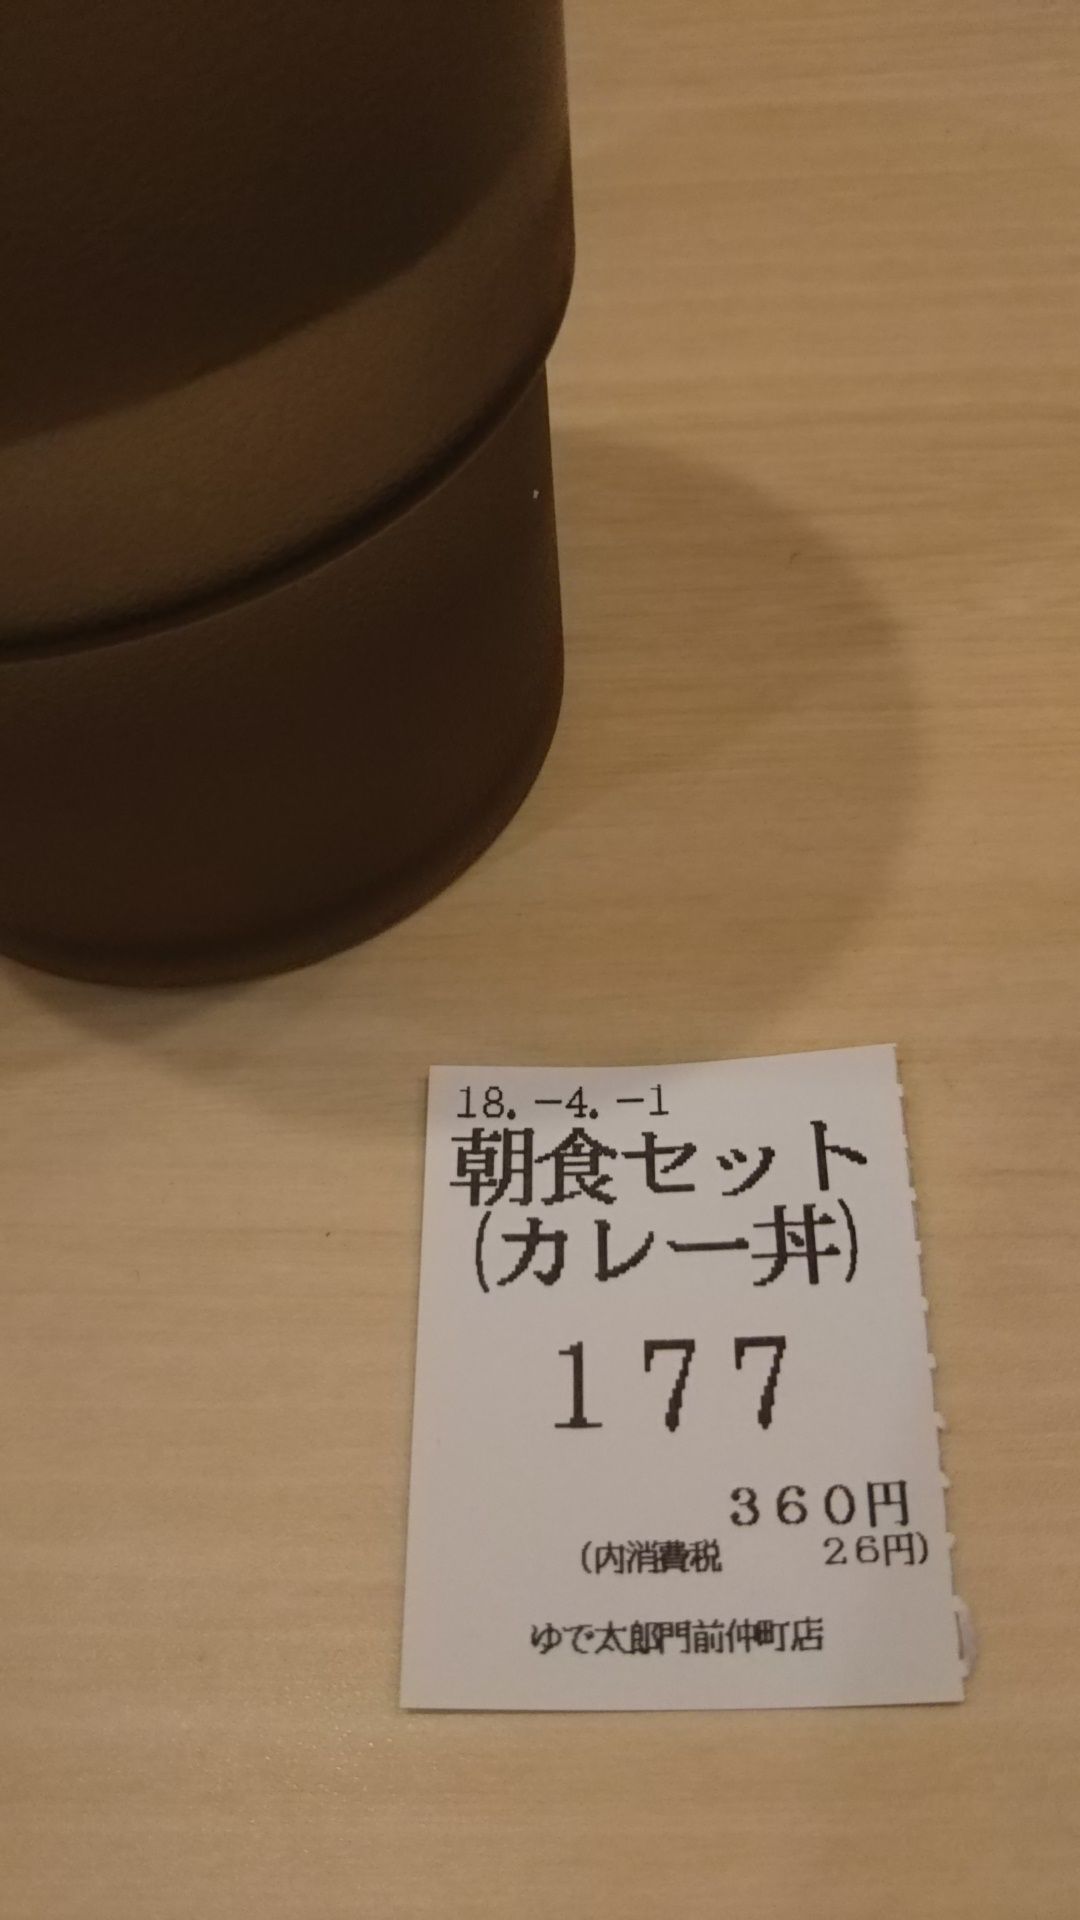 18.-4.-1
朝食セット
(カレー丼)
177
360円
(内消費税 26円)
ゆで太郎門前仲町店